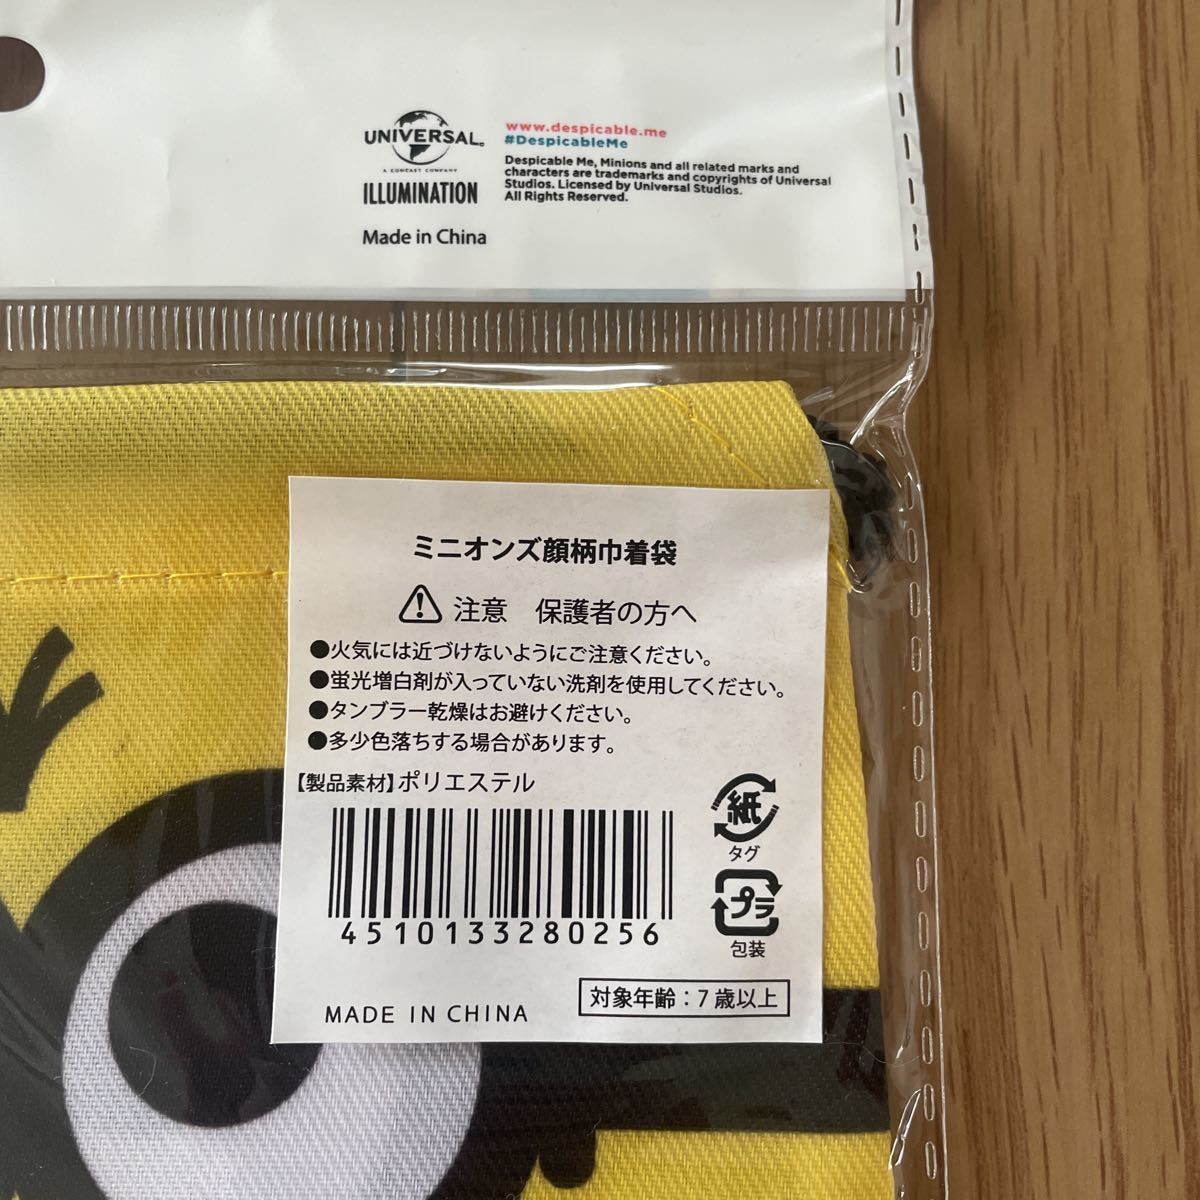 UNIVERSAL
A COMCAST COMPANY
ILLUMINATION
Made in China
www.despicable.me
#DespicableMe
Despicable Me, Minions and all related marks and
characters are trademarks and copyrights of Universal
Studios. Licensed by Universal Studios.
All Rights Reserved.
ミニオンズ顔柄巾着袋
注意 保護者の方へ
●火気には近づけないようにご注意ください。
●蛍光増白剤が入っていない洗剤を使用してください。
●タンブラー乾燥はお避けください。
●多少色落ちする場合があります。
【製品素材】ポリエステル
4510133280256
紙
タグ
プラ
包装
MADE IN CHINA
対象年齢：7歳以上